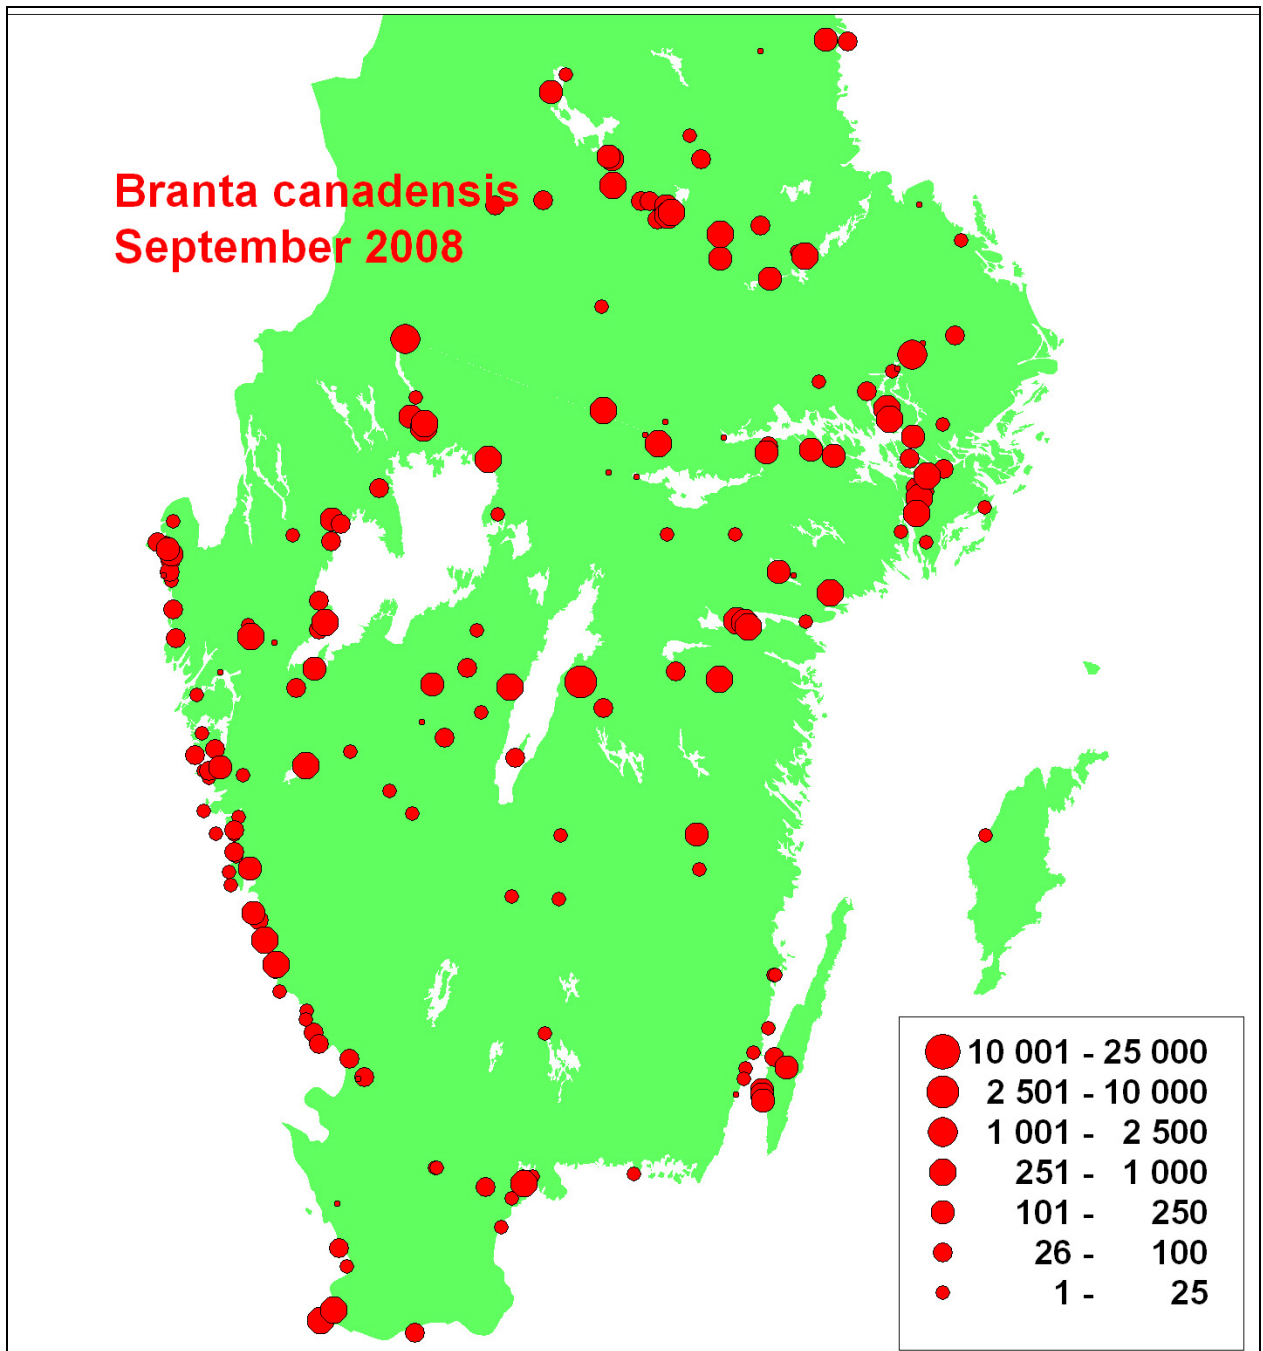 Branta canadensis
September 2008
10 001 - 25 000
2 501 - 10 000
1 001 - 2 500
251 - 1 000
101 - 250
26 - 100
1 - 25